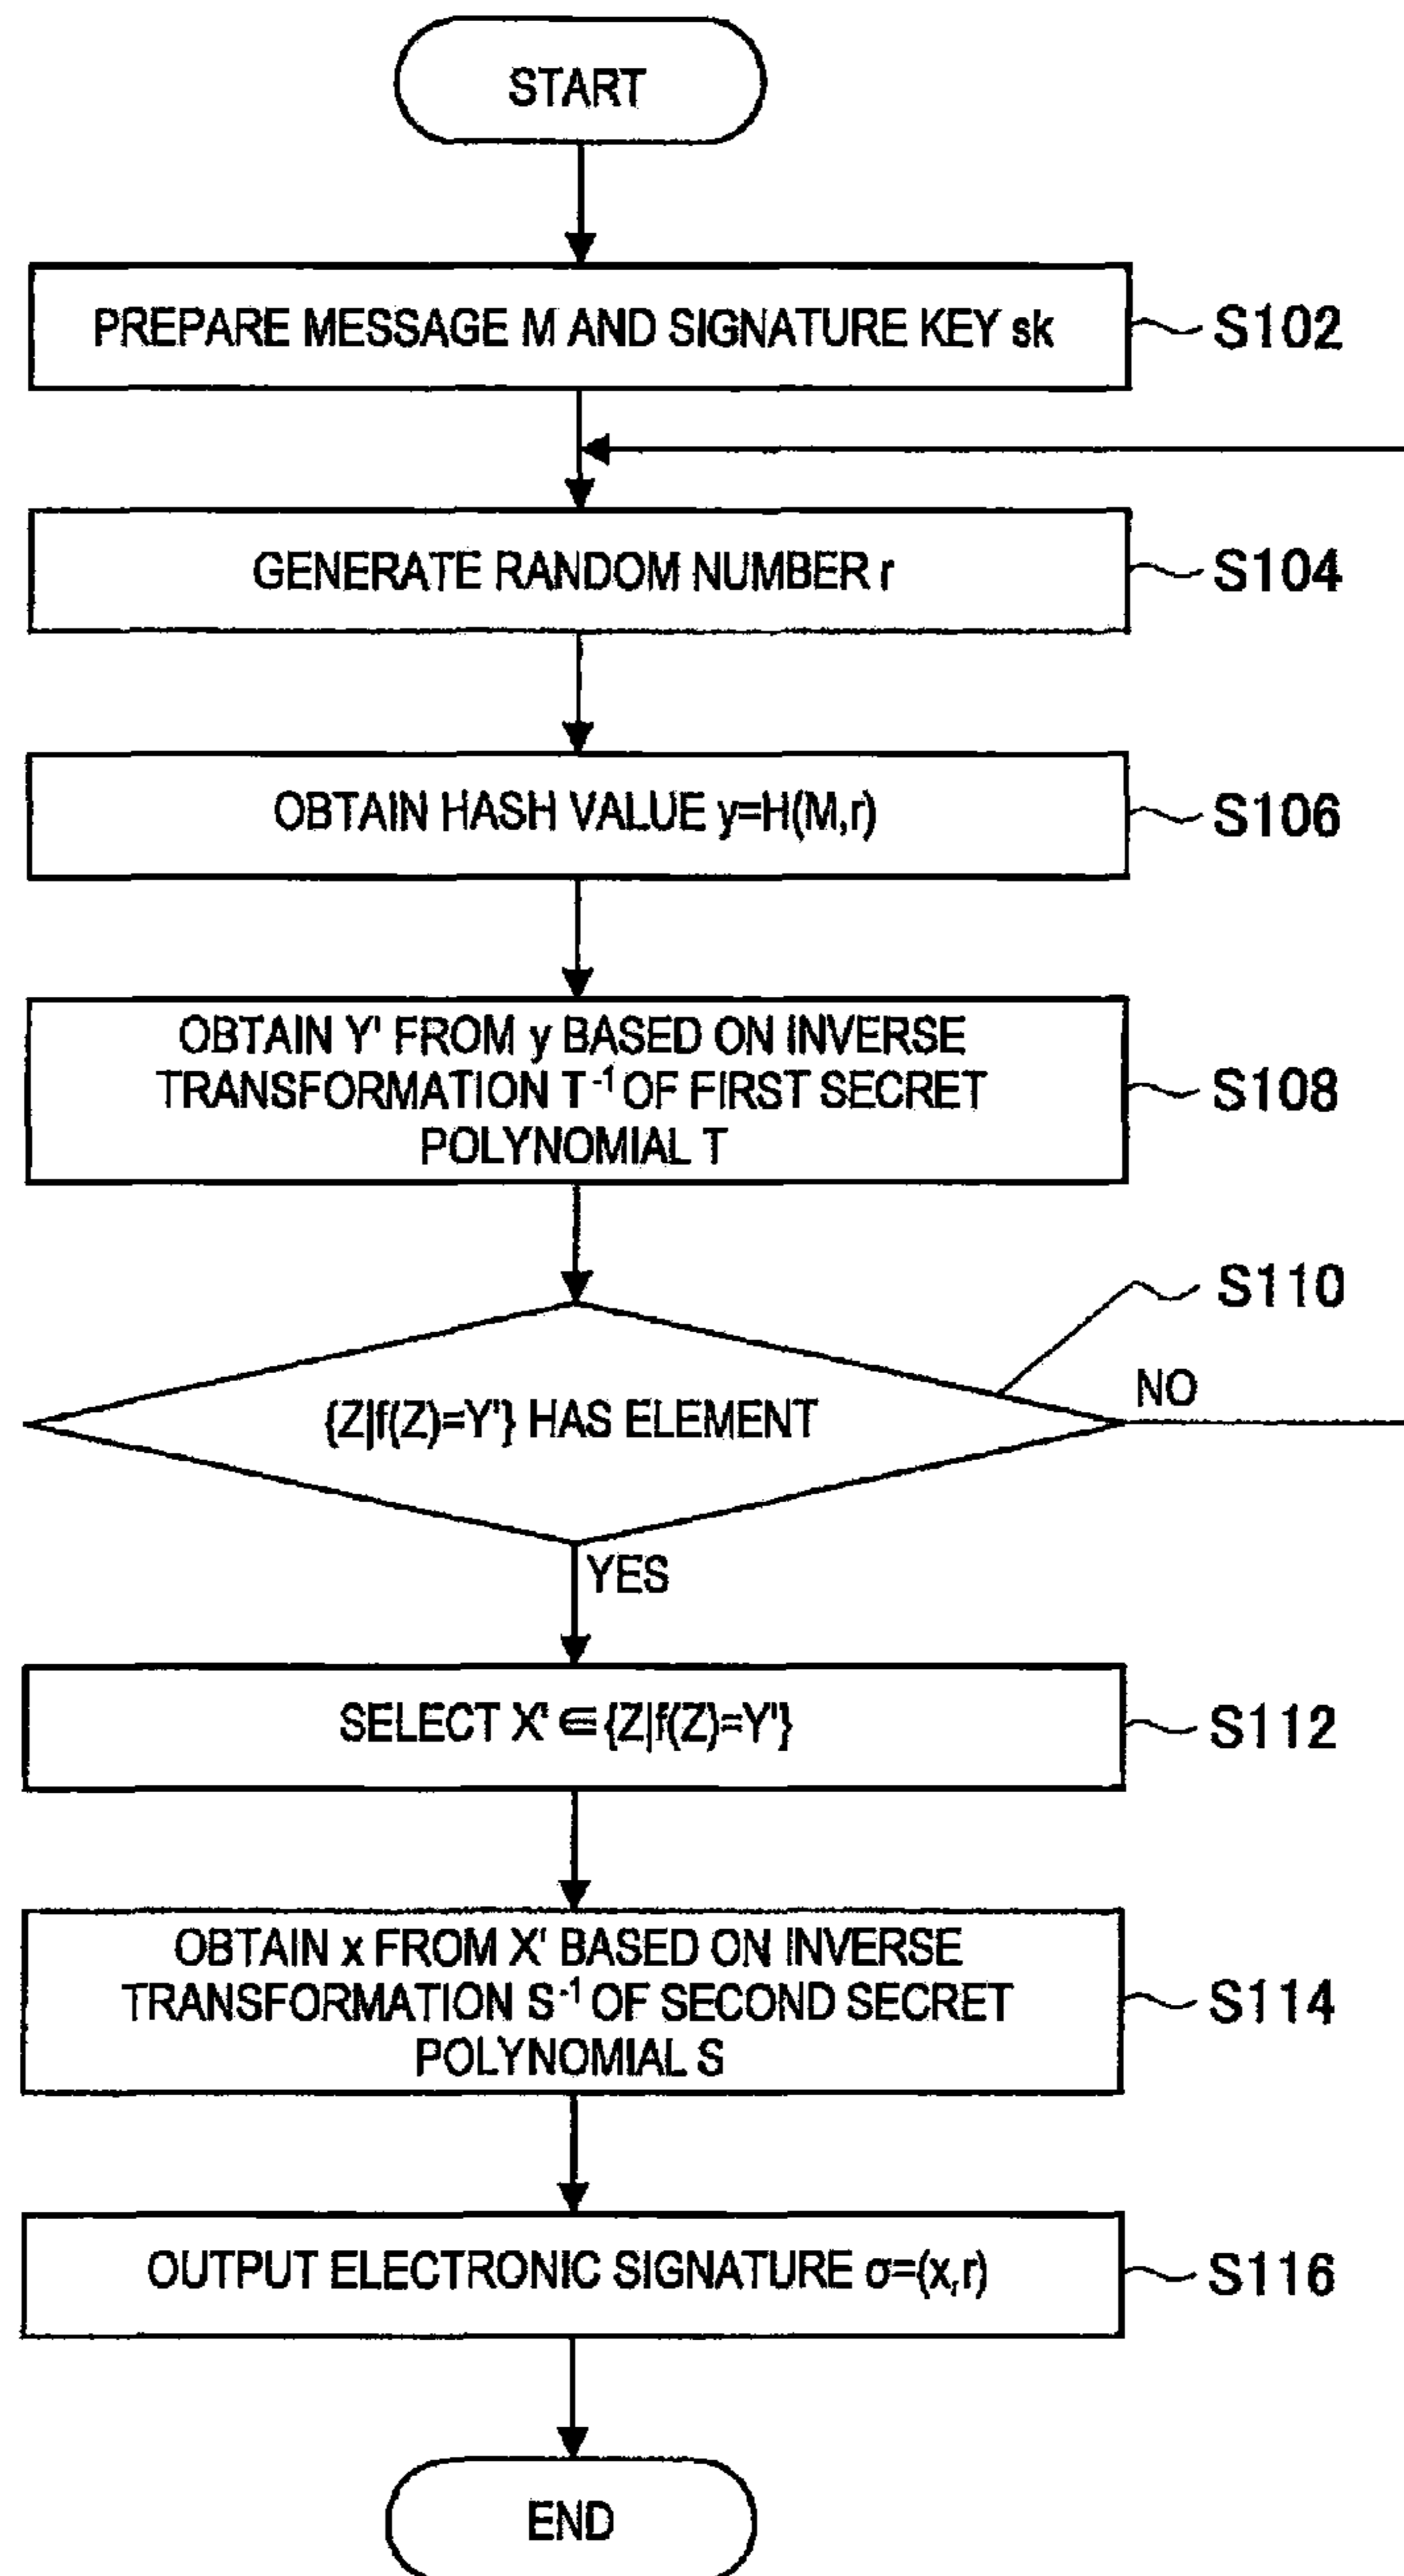 START
PREPARE MESSAGE M AND SIGNATURE KEY sk
S102
GENERATE RANDOM NUMBER r
S104
OBTAIN HASH VALUE y=H(M,r)
S106
OBTAIN Y' FROM y BASED ON INVERSE
TRANSFORMATION T⁻¹ OF FIRST SECRET
POLYNOMIAL T
S108
S110
{Z|f(Z)=Y'} HAS ELEMENT
NO
YES
SELECT X' ∈ {Z|f(Z)=Y'}
S112
OBTAIN x FROM X' BASED ON INVERSE
TRANSFORMATION S⁻¹ OF SECOND SECRET
POLYNOMIAL S
S114
OUTPUT ELECTRONIC SIGNATURE σ=(x,r)
S116
END